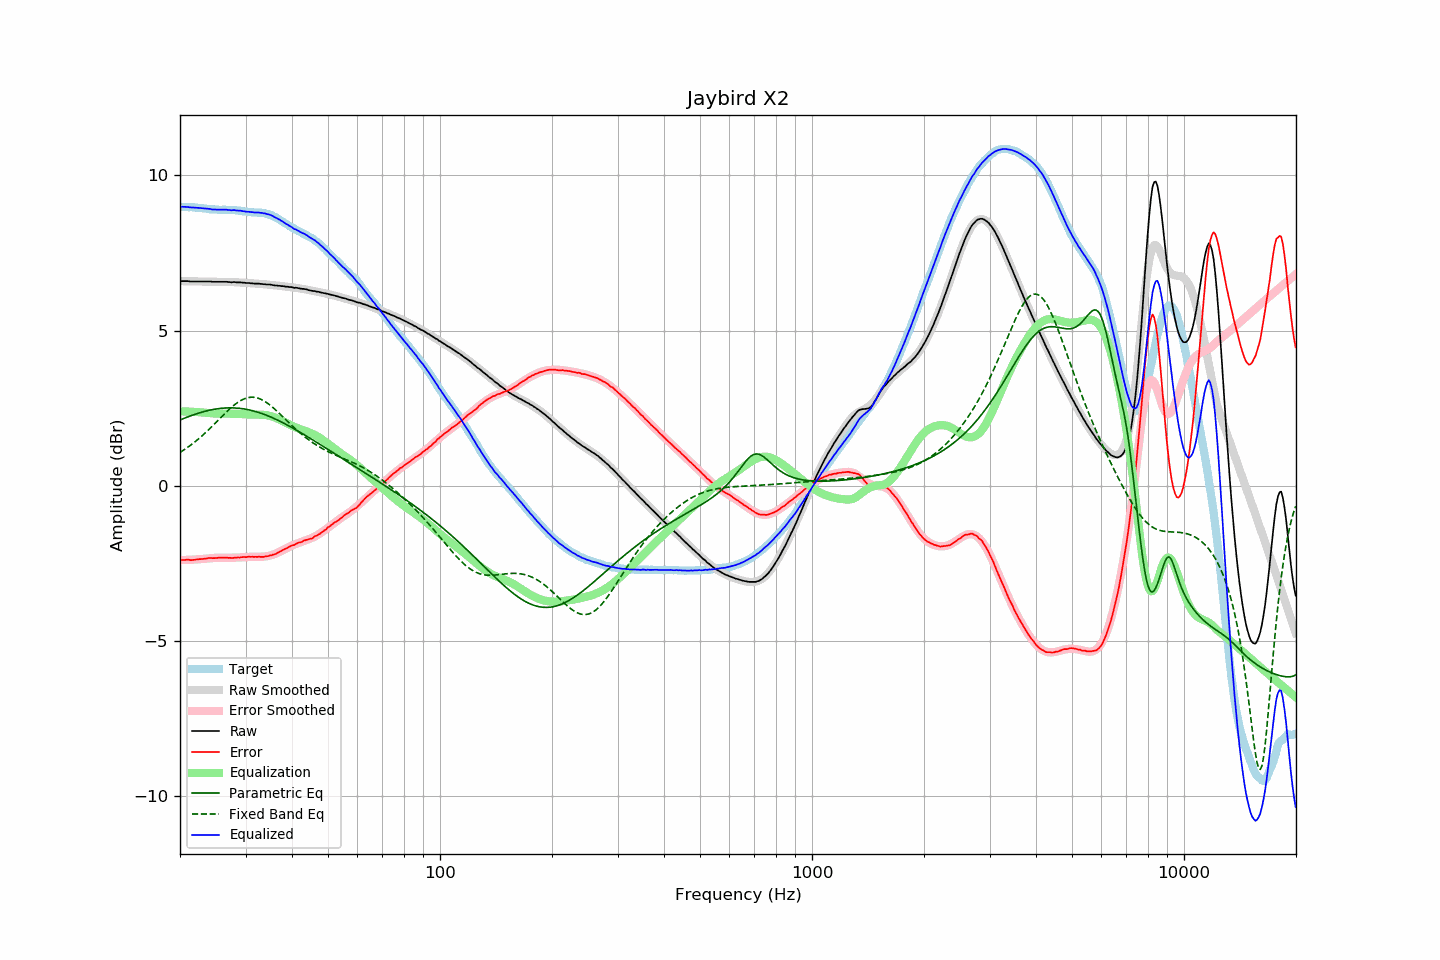 Jaybird X2
Amplitude (dBr)
10
5
0
−5
−10
Target
Raw Smoothed
Error Smoothed
Raw
Error
Equalization
Parametric Eq
Fixed Band Eq
Equalized
100
1000
10000
Frequency (Hz)